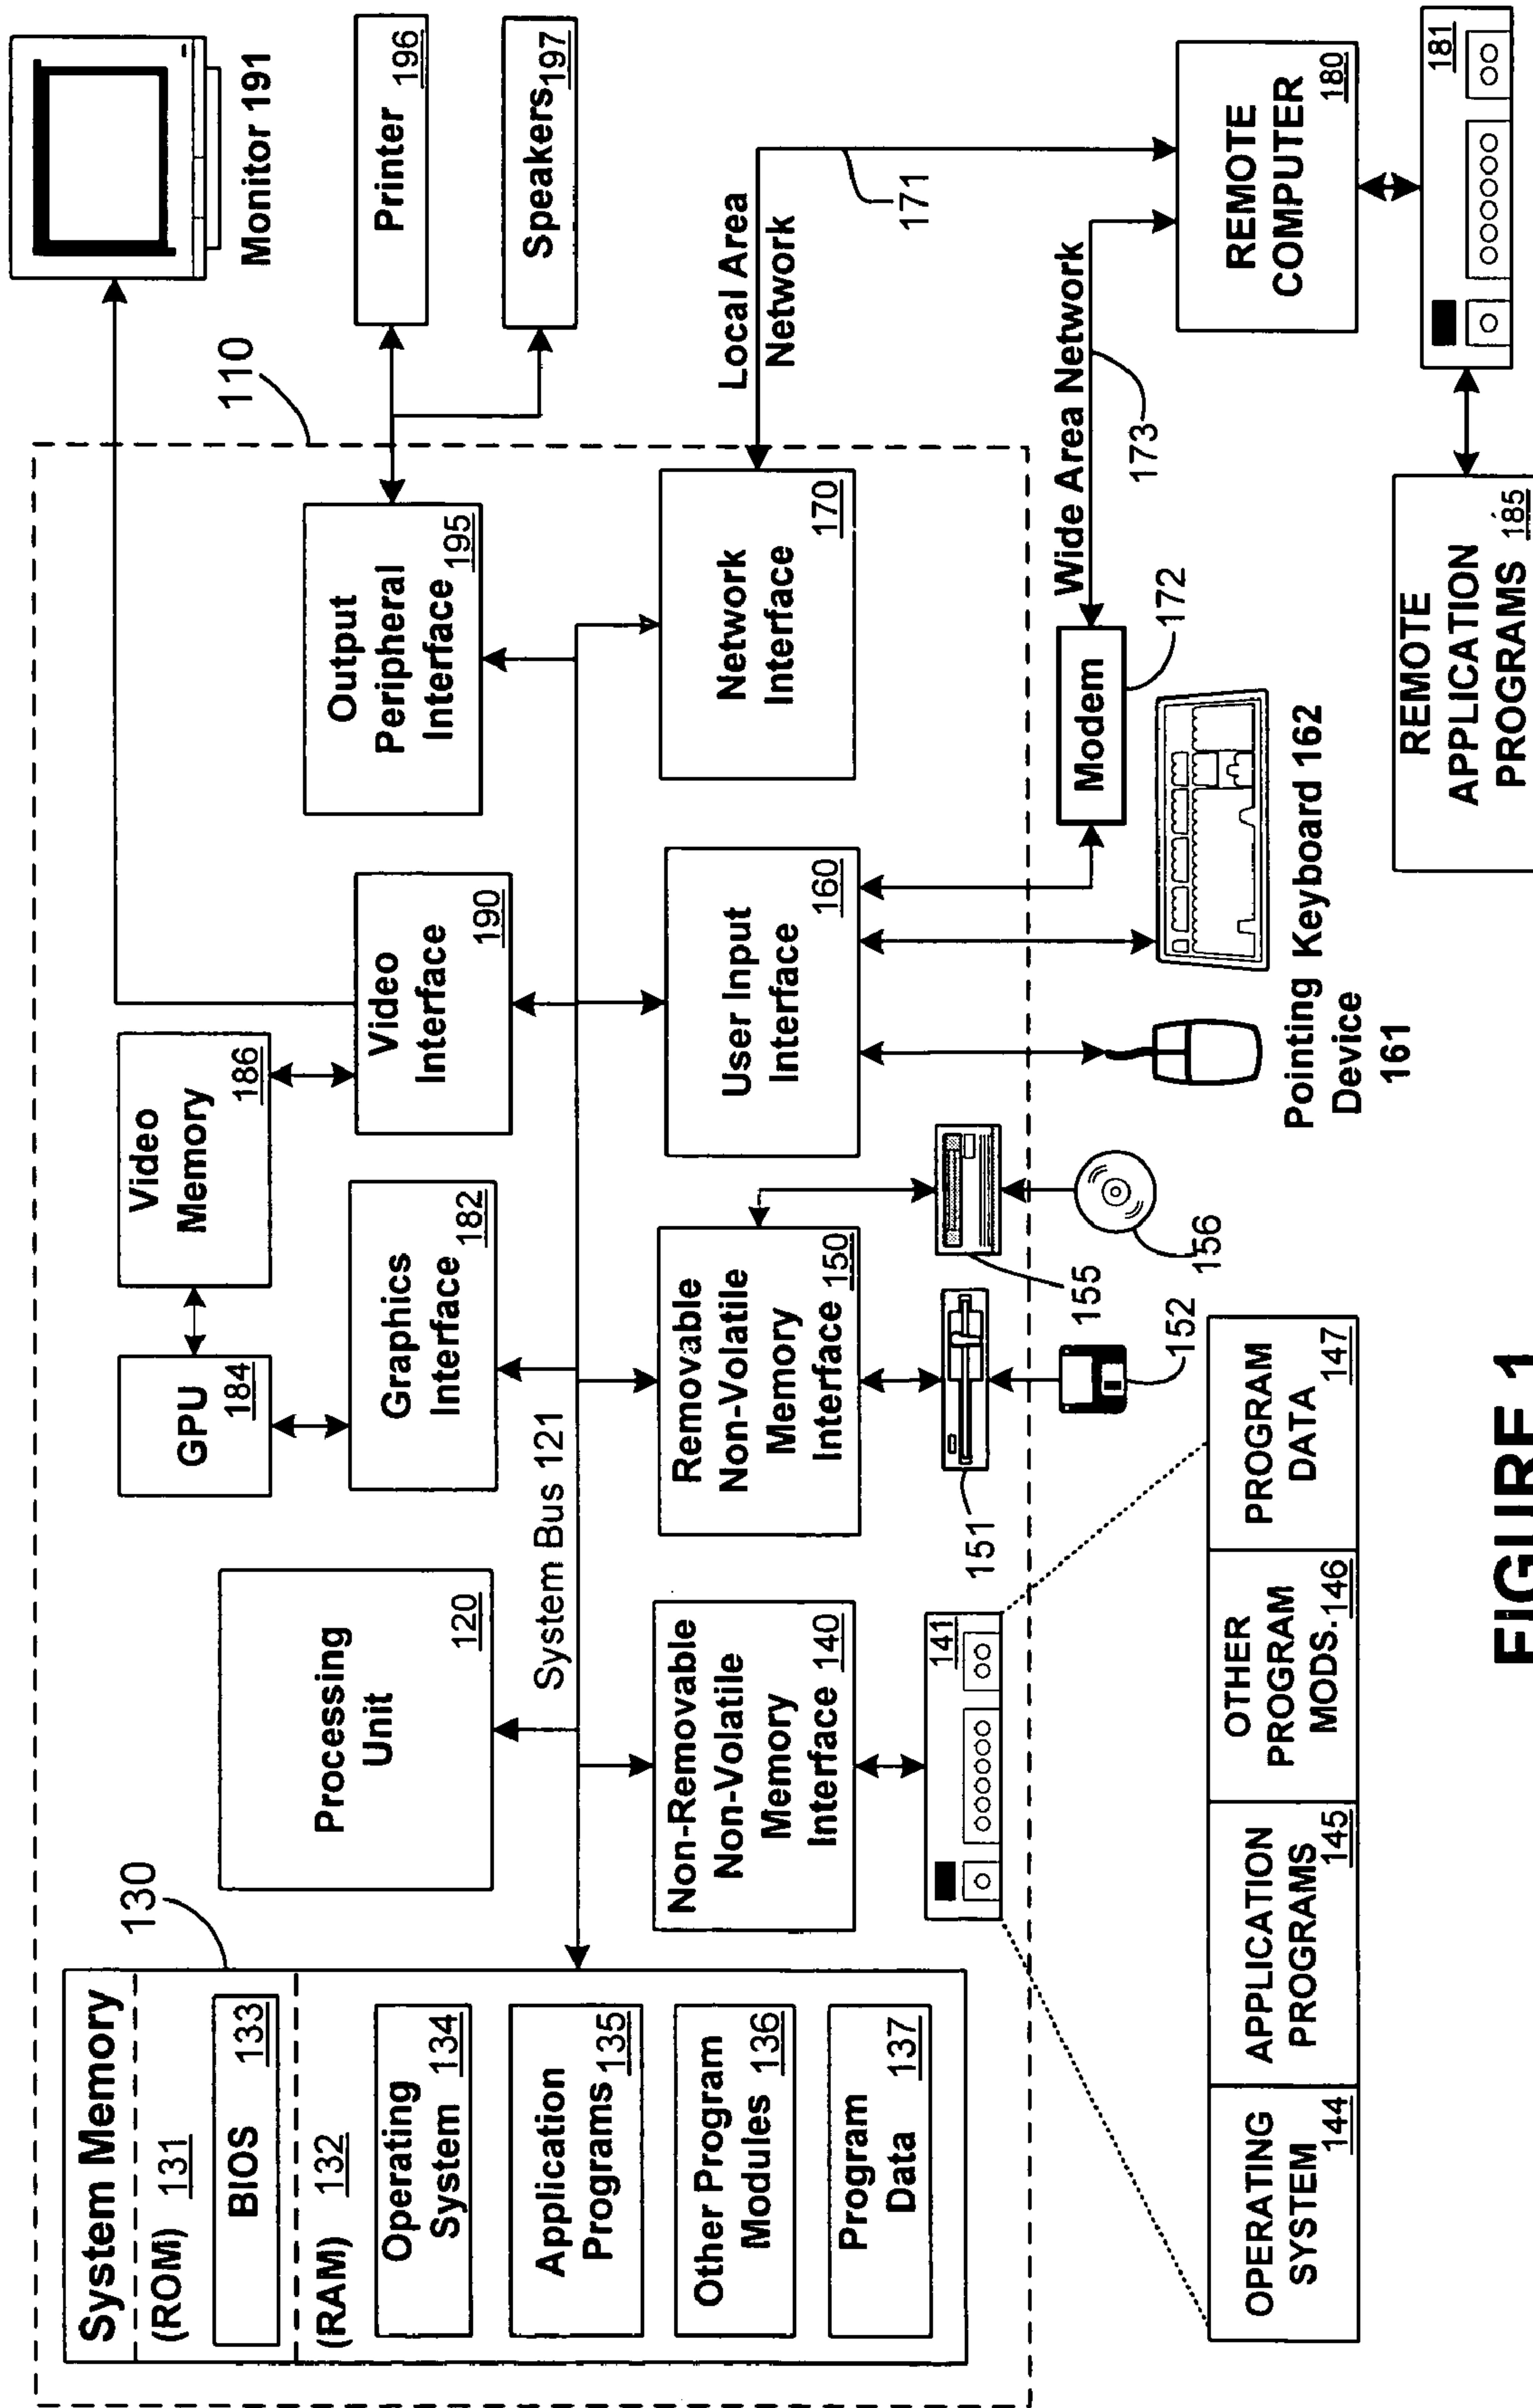 System Memory
(ROM) 131
BIOS
133
(RAM) 132
Operating
System 134
Application
Programs 135
Other Program
Modules 136
Program
Data
137
130
Processing
Unit
120
GPU
184
Video
Memory
186
Graphics
Interface
182
Video
Interface
190
Output
Peripheral
Interface 195
110
Monitor 191
Printer
196
Speakers 197
System Bus 121
Non-Removable
Non-Volatile
Memory
Interface 140
Removable
Non-Volatile
Memory
Interface 150
User Input
Interface
160
Network
Interface
170
Local Area
Network
171
141
151
152
155
156
Modem
172
Wide Area Network
173
Pointing
Device
161
Keyboard 162
REMOTE
COMPUTER
180
181
REMOTE
APPLICATION
PROGRAMS 185
OPERATING
SYSTEM
144
APPLICATION
PROGRAMS
145
OTHER
PROGRAM
MODS. 146
PROGRAM
DATA
147
FIGURE 1